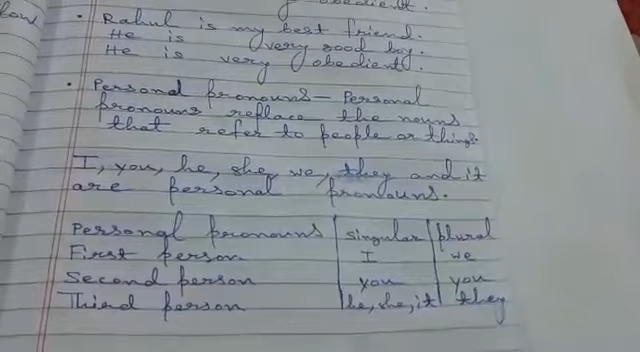 low
obedient.
• Rahul is my best friend.
He is very good boy.
He is very obedient.
• Personal pronouns – Personal
pronouns replace the nouns
that refer to people or things.
I, you, he, she, we, they and it
are personal pronouns.
Personal pronouns | singular | plural
First person | I | we
Second person | you | you
Third person | he, she, it | they